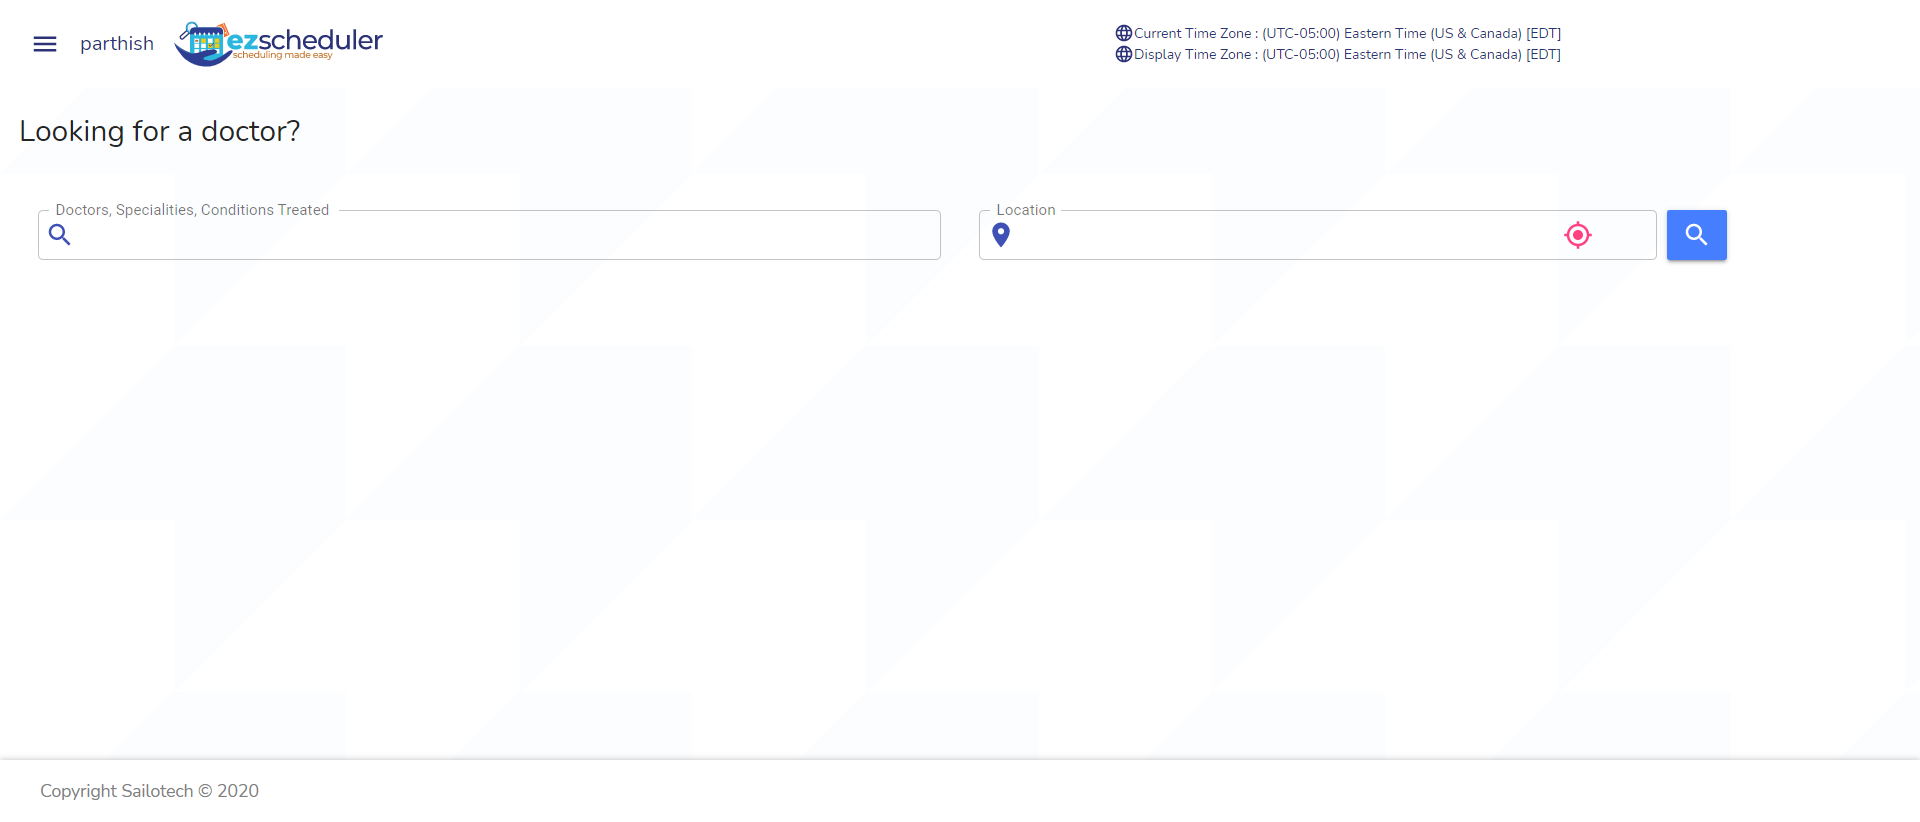 parthish
ezscheduler
scheduling made easy
Current Time Zone : (UTC-05:00) Eastern Time (US & Canada) [EDT]
Display Time Zone : (UTC-05:00) Eastern Time (US & Canada) [EDT]
Looking for a doctor?
Doctors, Specialities, Conditions Treated
Location
Copyright Sailotech © 2020